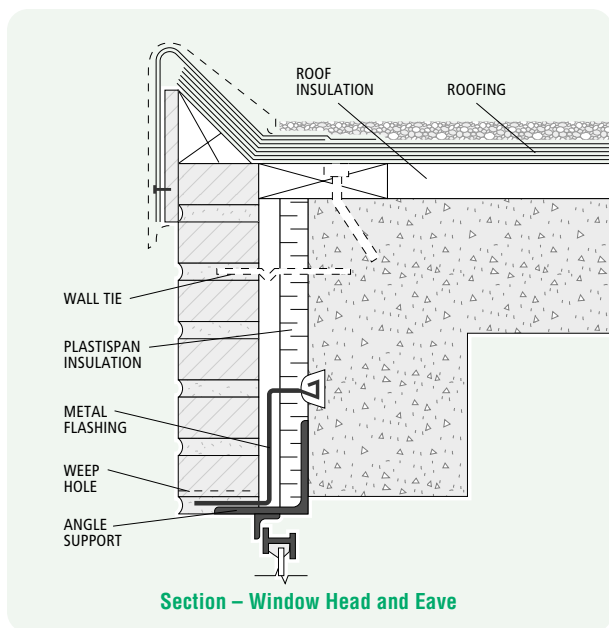 ROOF
INSULATION
ROOFING
WALL TIE
PLASTISPAN
INSULATION
METAL
FLASHING
WEEP
HOLE
ANGLE
SUPPORT
Section – Window Head and Eave